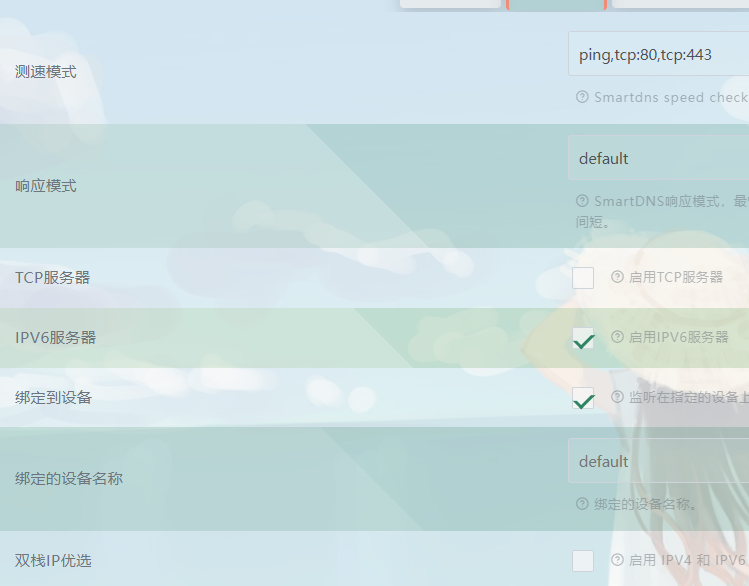 测速模式
ping,tcp:80,tcp:443
Smartdns speed check
响应模式
default
SmartDNS响应模式，最
间短。
TCP服务器
启用TCP服务器
IPV6服务器
启用IPV6服务器
绑定到设备
监听在指定的设备上
绑定的设备名称
default
绑定的设备名称。
双栈IP优选
启用 IPV4 和 IPV6